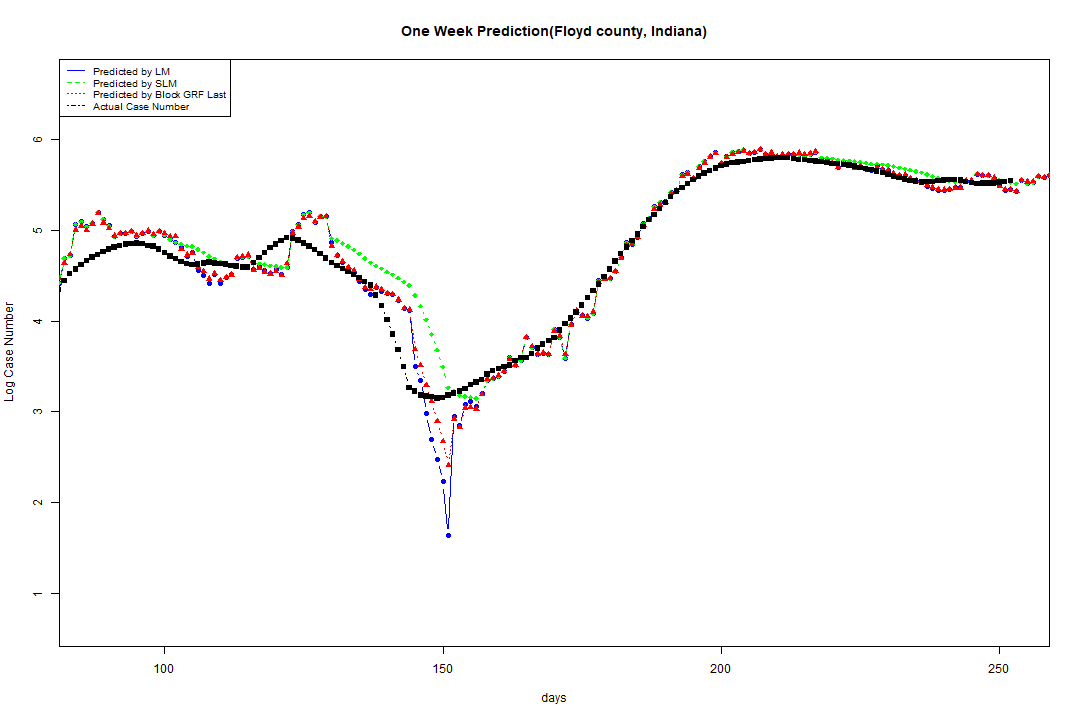 One Week Prediction(Floyd county, Indiana)
Predicted by LM
Predicted by SLM
Predicted by Block GRF Last
Actual Case Number
6
5
4
3
2
1
Log Case Number
100
150
200
250
days